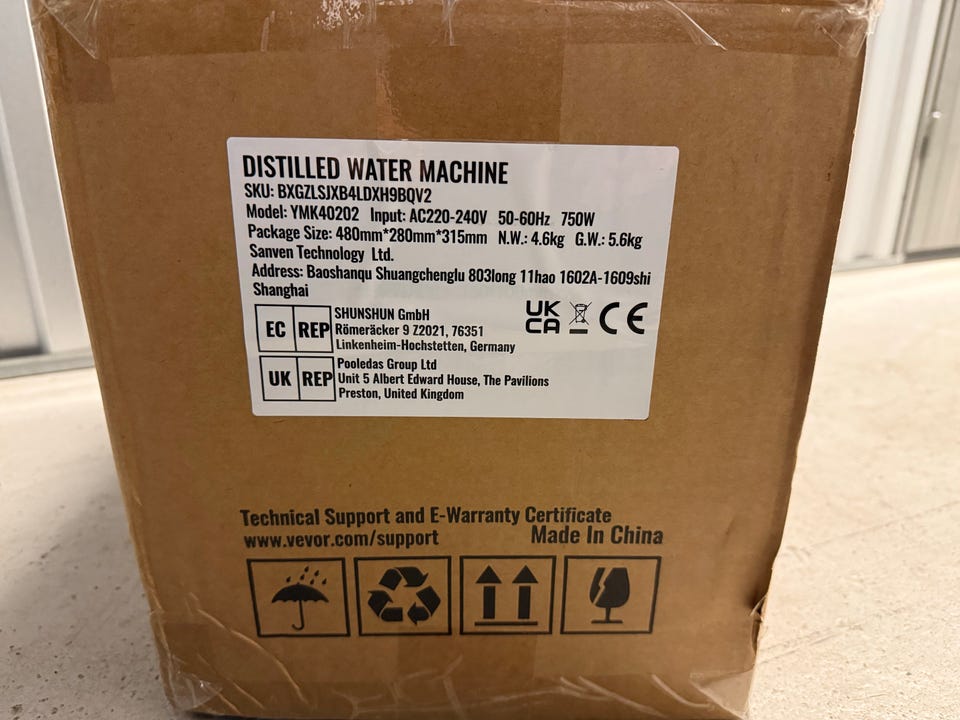 DISTILLED WATER MACHINE
SKU: BXGZLSJXB4LDXH9BQV2
Model: YMK40202 Input: AC220-240V 50-60Hz 750W
Package Size: 480mm*280mm*315mm N.W.: 4.6kg G.W.: 5.6kg
Sanven Technology Ltd.
Address: Baoshanqu Shuangchenglu 803long 11hao 1602A-1609shi
Shanghai
EC REP
SHUNSHUN GmbH
Römeräcker 9 Z2021, 76351
Linkenheim-Hochstetten, Germany
UK
CA
CE
UK REP
Pooledas Group Ltd
Unit 5 Albert Edward House, The Pavilions
Preston, United Kingdom
Technical Support and E-Warranty Certificate
www.vevor.com/support Made In China